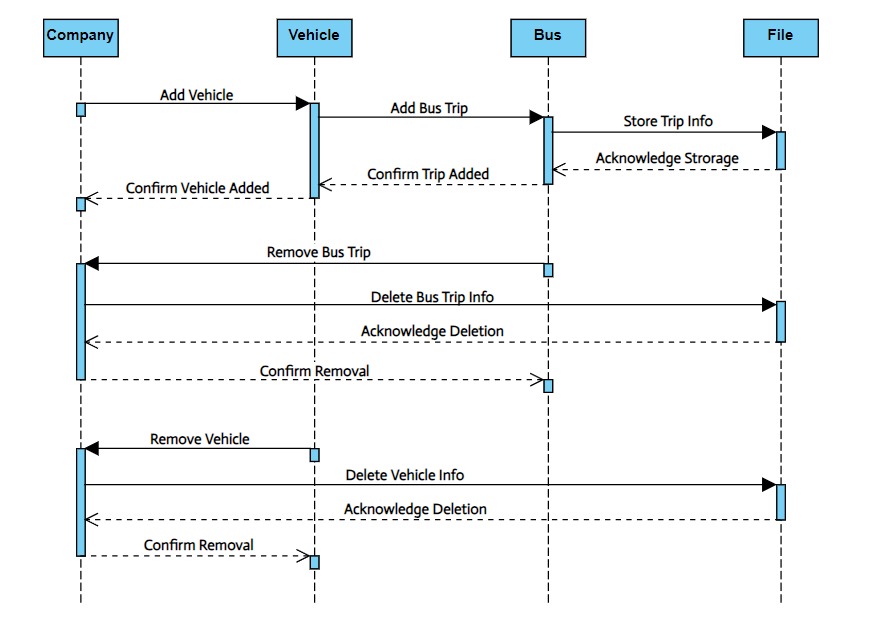 Company
Vehicle
Bus
File
Add Vehicle
Add Bus Trip
Store Trip Info
Acknowledge Strorage
Confirm Trip Added
Confirm Vehicle Added
Remove Bus Trip
Delete Bus Trip Info
Acknowledge Deletion
Confirm Removal
Remove Vehicle
Delete Vehicle Info
Acknowledge Deletion
Confirm Removal